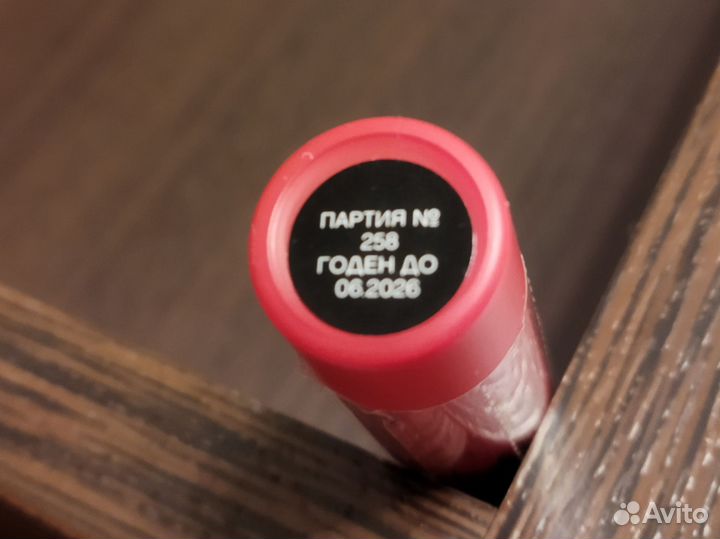 ПАРТИЯ №
258
ГОДЕН ДО
06.2026
Avito